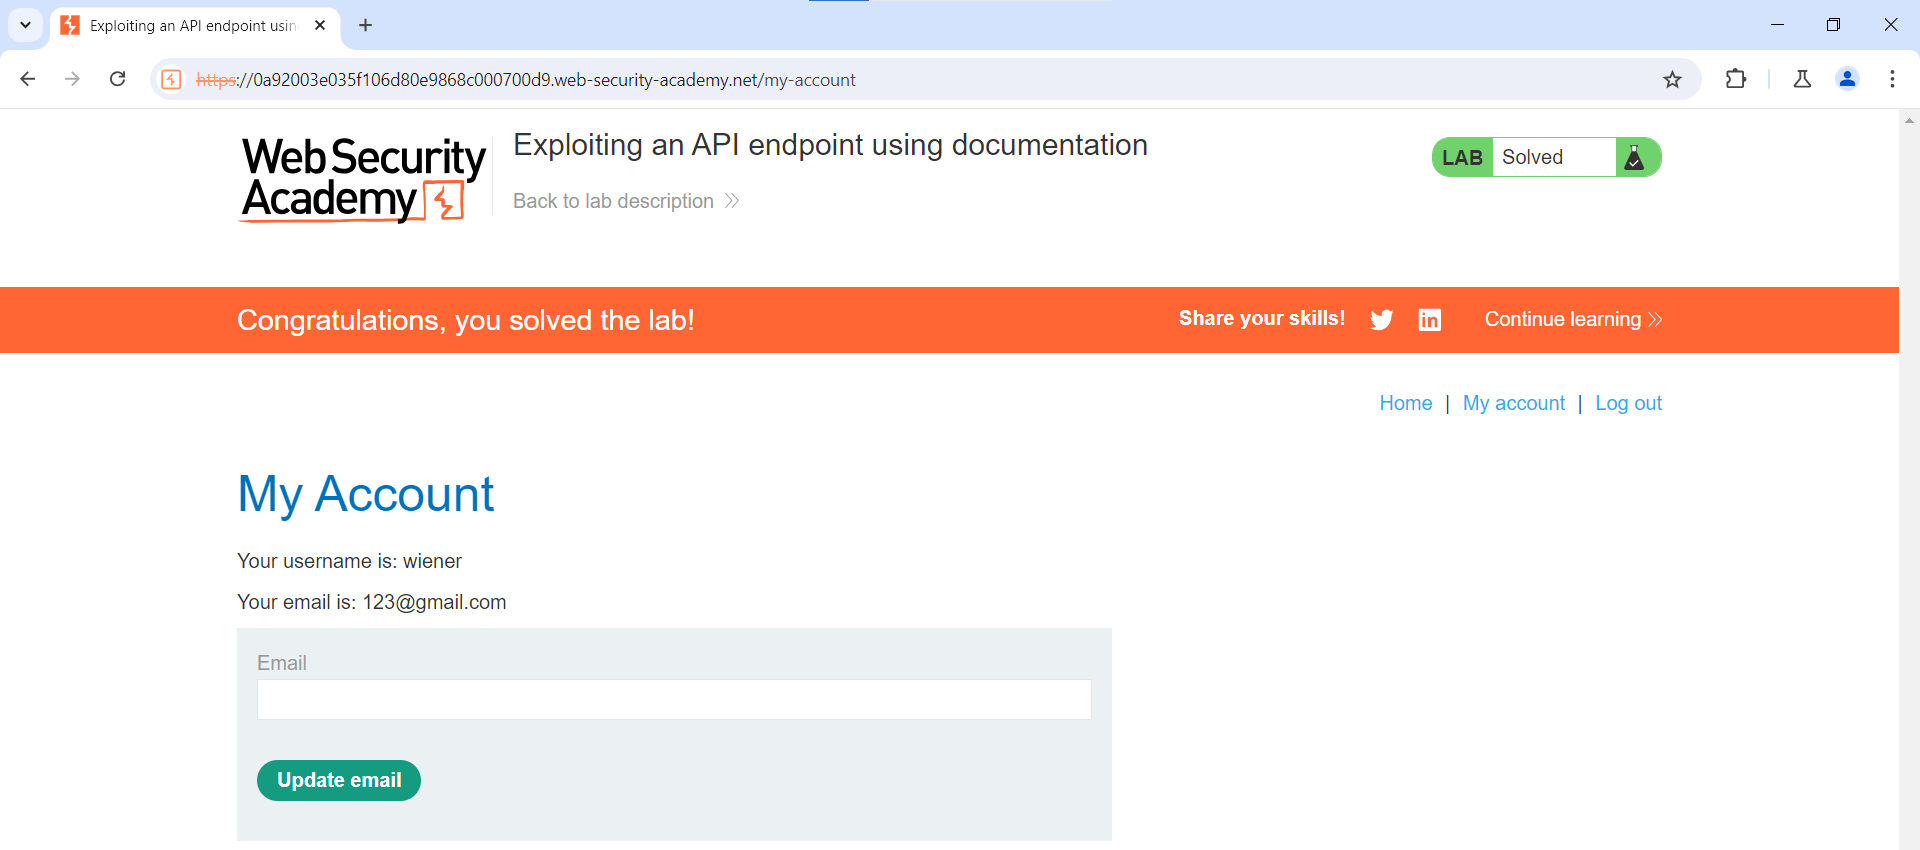 Exploiting an API endpoint usin
https://0a92003e035f106d80e9868c000700d9.web-security-academy.net/my-account
Web Security
Academy
Exploiting an API endpoint using documentation
Back to lab description
LAB Solved
Congratulations, you solved the lab!
Share your skills!
Continue learning
Home | My account | Log out
My Account
Your username is: wiener
Your email is: 123@gmail.com
Email
Update email